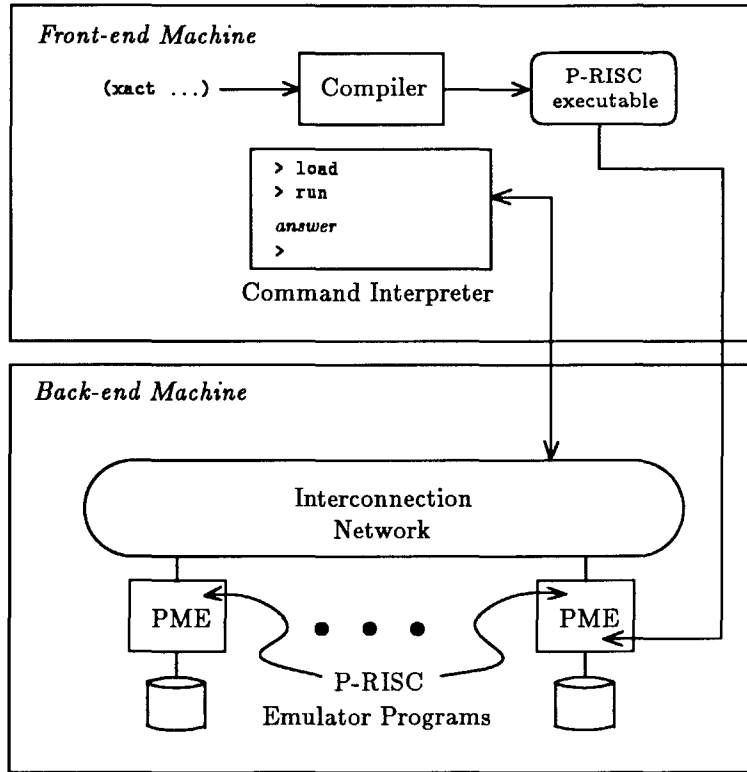 Front-end Machine
(xact ...)
Compiler
P-RISC
executable
> load
> run
answer
>
Command Interpreter
Back-end Machine
Interconnection
Network
PME
PME
P-RISC
Emulator Programs